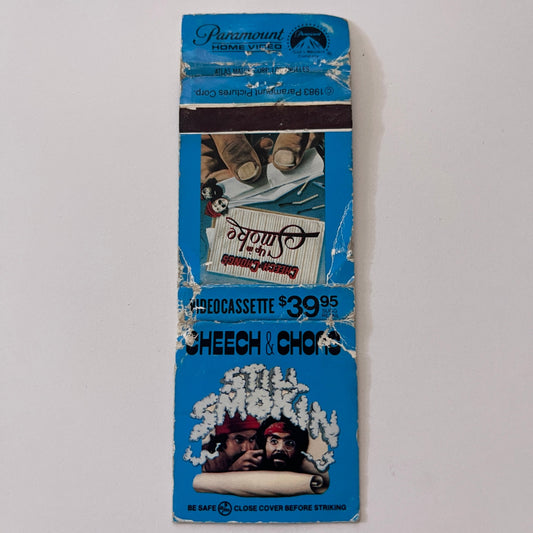 Paramount
HOME VIDEO
Paramount
© 1983 Paramount Pictures Corp
CHEECH & CHONG'S
Up in
Smoke
VIDEOCASSETTE $39.95
CHEECH & CHONG
STILL
SMOKIN
BE SAFE CLOSE COVER BEFORE STRIKING